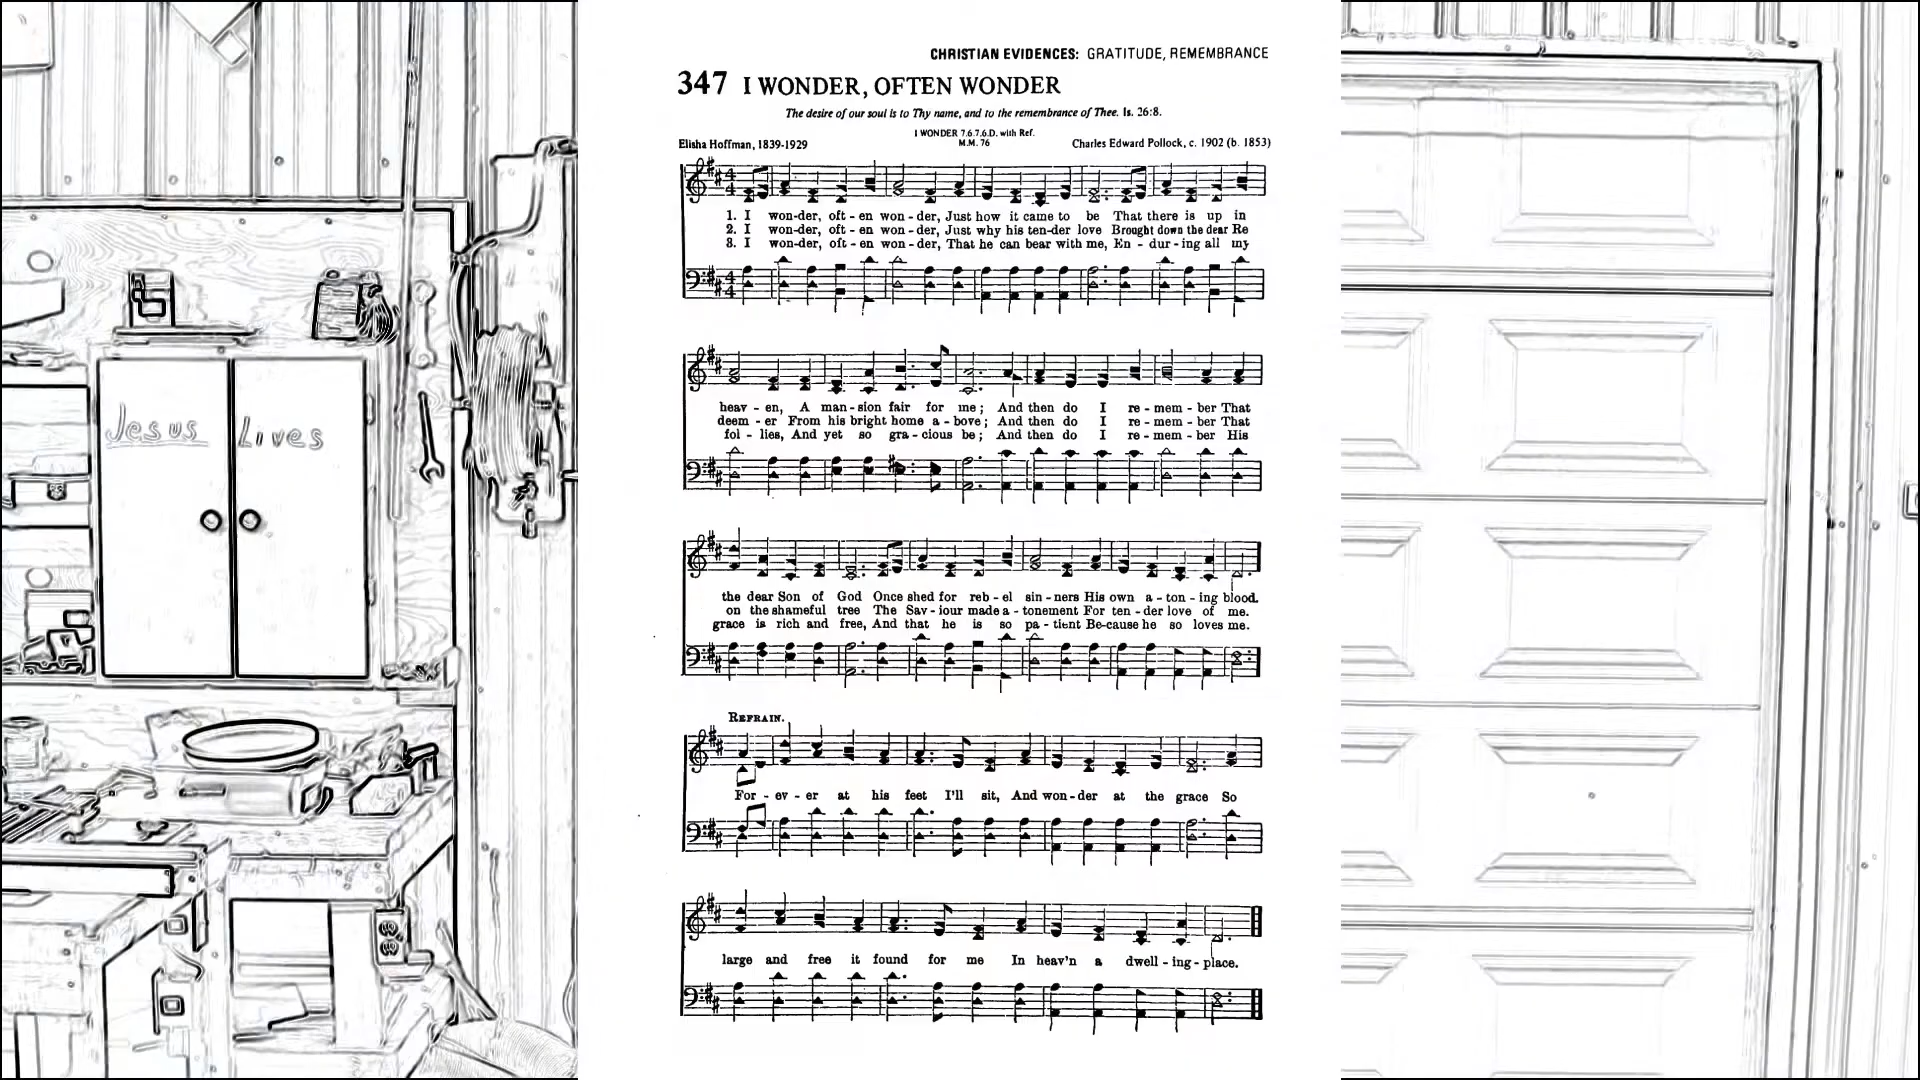 Jesus Lives
CHRISTIAN EVIDENCES: GRATITUDE, REMEMBRANCE
347 I WONDER, OFTEN WONDER
The desire of our soul is to Thy name, and to the remembrance of Thee. Is. 26:8.
I WONDER 7.6.7.6.D. with Ref.
Elisha Hoffman, 1839-1929 M.M. 76 Charles Edward Pollock, c. 1902 (b. 1853)
1. I won-der, oft - en won - der, Just how it came to be That there is up in
2. I won-der, oft - en won - der, Just why his ten-der love Brought down the dear Re
3. I won-der, oft - en won - der, That he can bear with me, En - dur - ing all my
heav - en, A man - sion fair for me; And then do I re - mem - ber That
deem - er From his bright home a - bove; And then do I re - mem - ber That
fol - lies, And yet so gra - cious be; And then do I re - mem - ber His
the dear Son of God Once shed for reb - el sin - ners His own a - ton - ing blood.
on the shameful tree The Sav - iour made a - tonement For ten - der love of me.
grace is rich and free, And that he is so pa - tient Be-cause he so loves me.
REFRAIN.
For - ev - er at his feet I'll sit, And won - der at the grace So
large and free it found for me In heav'n a dwell - ing - place.